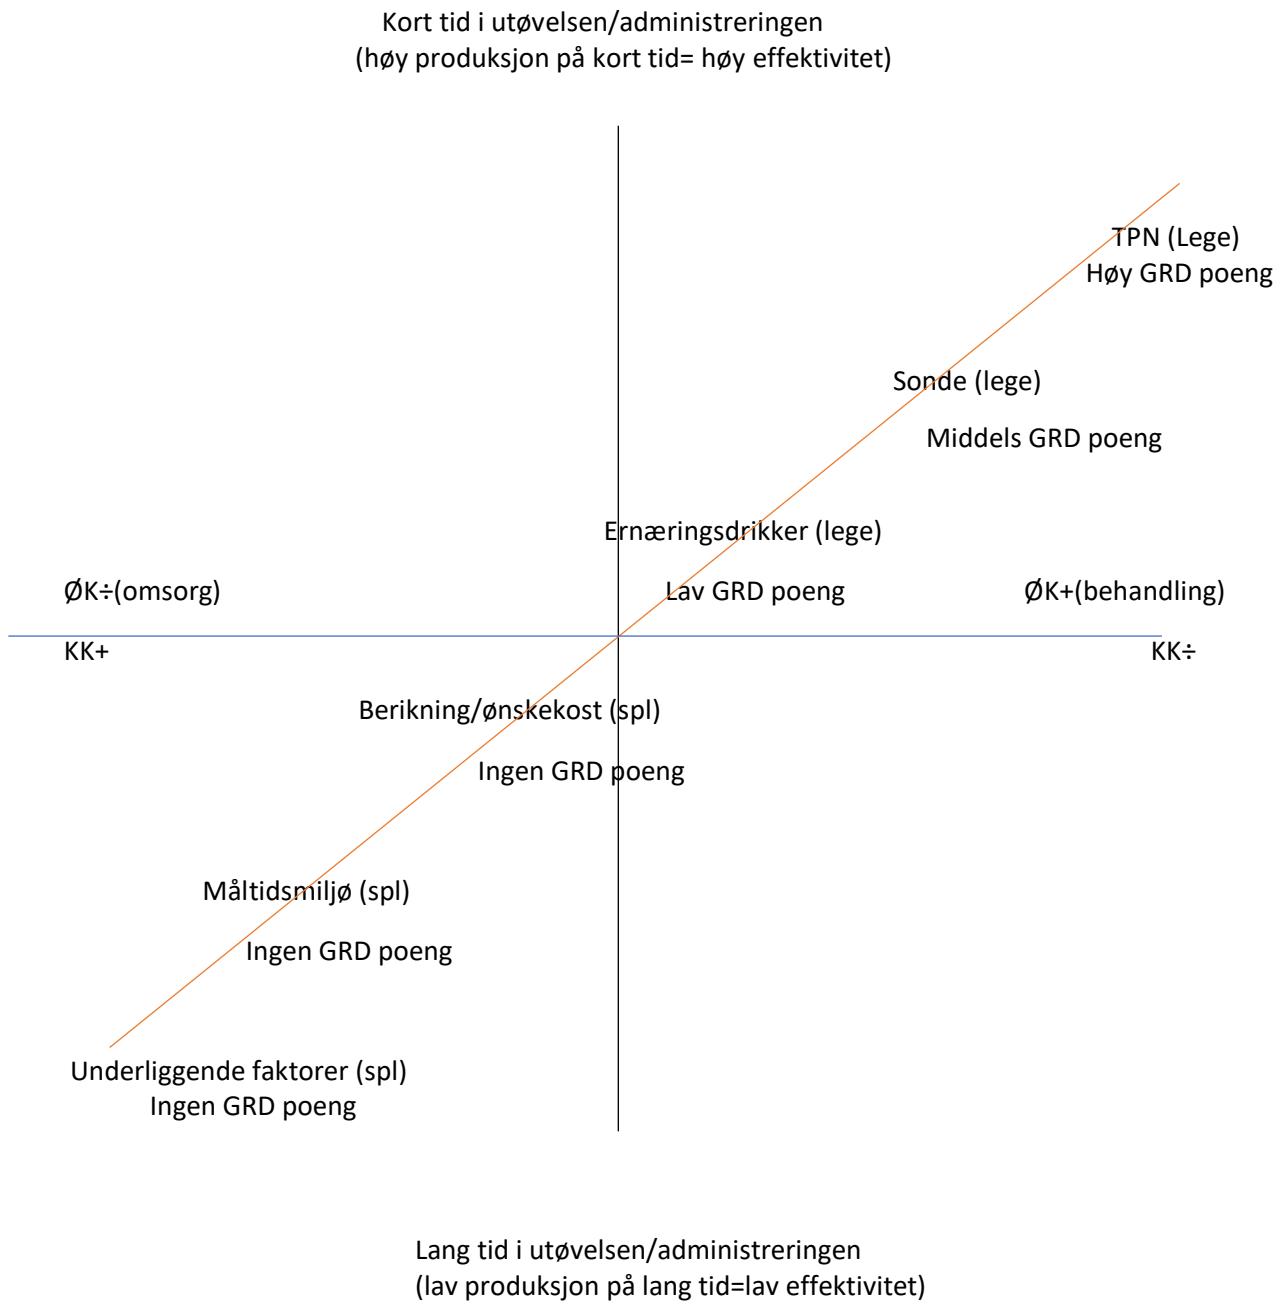 Kort tid i utøvelsen/administreringen
(høy produksjon på kort tid= høy effektivitet)
TPN (Lege)
Høy GRD poeng
Sonde (lege)
Middels GRD poeng
Ernæringsdrikker (lege)
ØK÷(omsorg)
Lav GRD poeng
ØK+(behandling)
KK+
KK÷
Berikning/ønskekost (spl)
Ingen GRD poeng
Måltidsmiljø (spl)
Ingen GRD poeng
Underliggende faktorer (spl)
Ingen GRD poeng
Lang tid i utøvelsen/administreringen
(lav produksjon på lang tid=lav effektivitet)